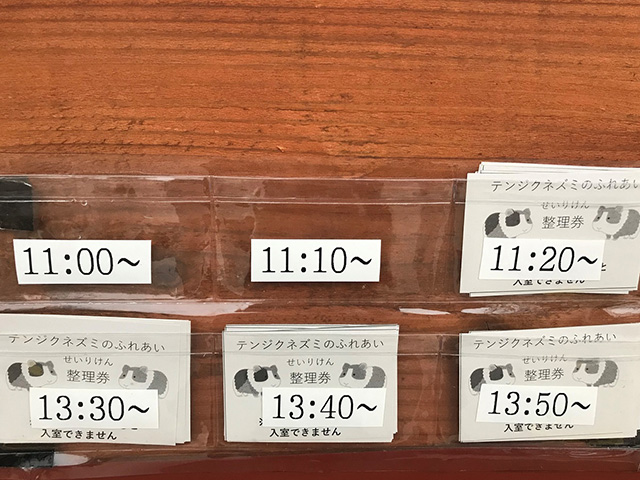 11:00～
11:10～
テンジクネズミのふれあい
せいりけん
整理券
11:20～
入室できません
テンジクネズミのふれあい
せいりけん
整理券
13:30～
入室できません
テンジクネズミのふれあい
せいりけん
整理券
13:40～
入室できません
テンジクネズミのふれあい
せいりけん
整理券
13:50～
入室できません